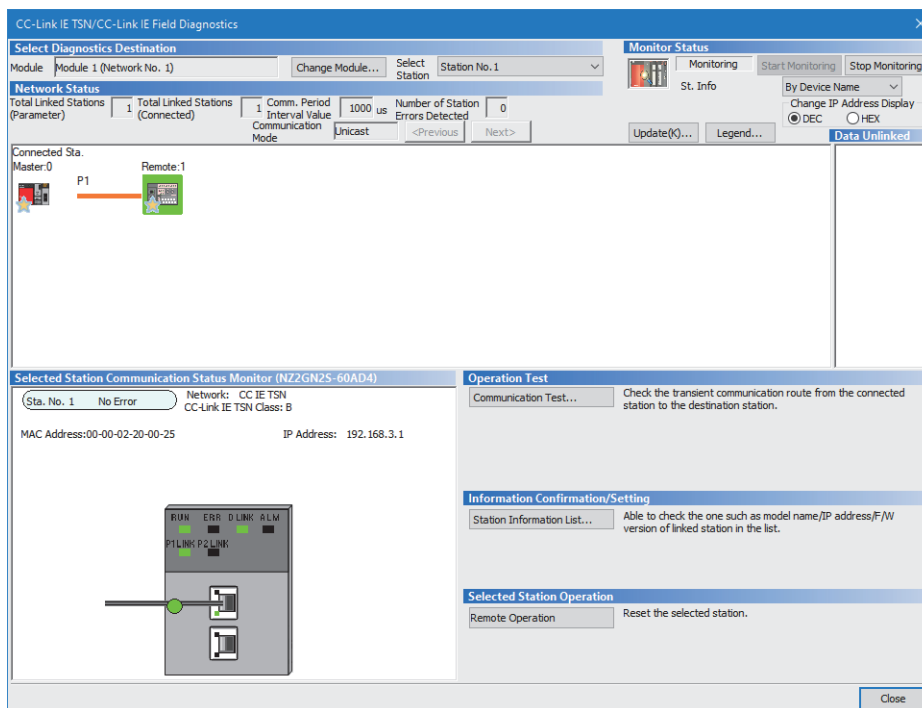 CC-Link IE TSN/CC-Link IE Field Diagnostics
Select Diagnostics Destination
Module Module 1 (Network No. 1) Change Module... Select Station Station No.1
Monitor Status
Monitoring Start Monitoring Stop Monitoring
St. Info By Device Name
Change IP Address Display
DEC HEX
Update(K)... Legend...
Network Status
Total Linked Stations (Parameter) 1 Total Linked Stations (Connected) 1 Comm. Period Interval Value 1000 us Number of Station Errors Detected 0
Communication Mode Unicast <Previous Next>
Data Unlinked
Connected Sta.
Master:0 Remote:1
P1
Selected Station Communication Status Monitor (NZ2GN2S-60AD4)
Sta. No. 1 No Error
Network: CC IE TSN
CC-Link IE TSN Class: B
MAC Address:00-00-02-20-00-25 IP Address: 192.168.3.1
RUN ERR D LINK ALM
P1 LINK P2 LINK
Operation Test
Communication Test...
Check the transient communication route from the connected
station to the destination station.
Information Confirmation/Setting
Station Information List...
Able to check the one such as model name/IP address/F/W
version of linked station in the list.
Selected Station Operation
Remote Operation
Reset the selected station.
Close